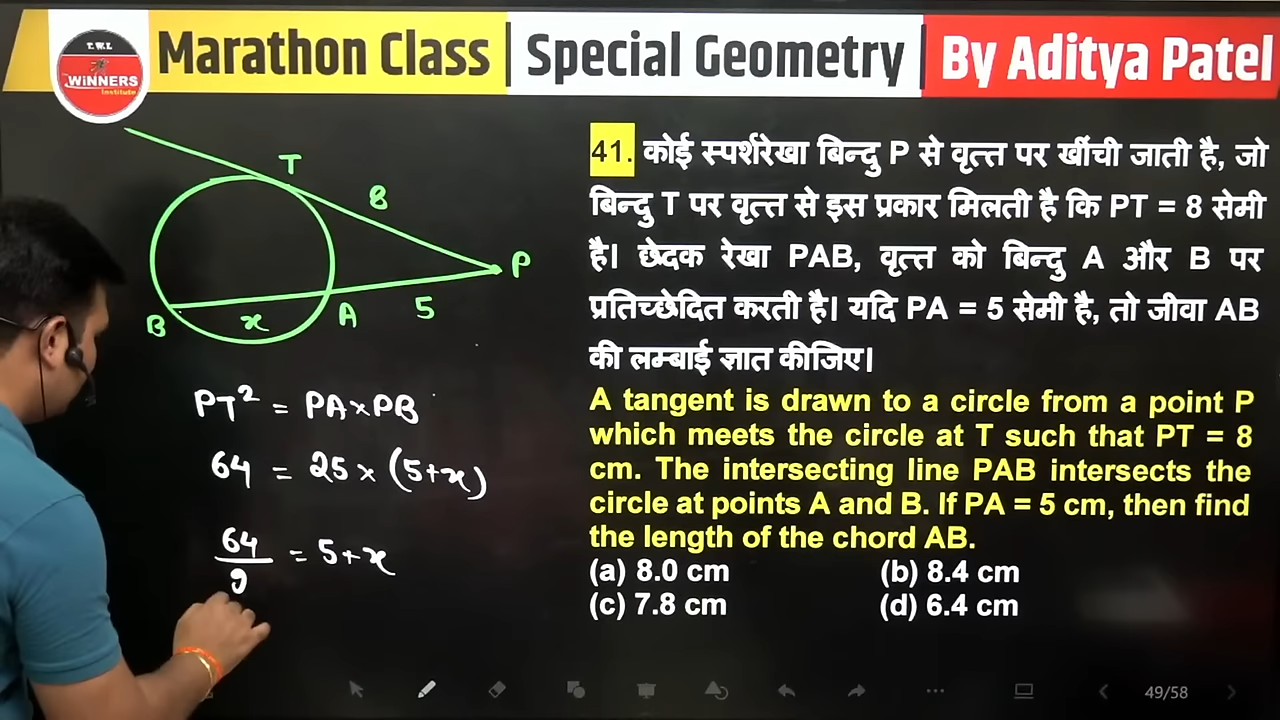 T.W.I.
The WINNERS
Institute
Marathon Class | Special Geometry By Aditya Patel
T
8
P
5
A
x
B
PT² = PA×PB
64 = 25 × (5+x)
64
= 5+x
41. कोई स्पर्शरेखा बिन्दु P से वृत्त पर खींची जाती है, जो
बिन्दु T पर वृत्त से इस प्रकार मिलती है कि PT = 8 सेमी
है। छेदक रेखा PAB, वृत्त को बिन्दु A और B पर
प्रतिच्छेदित करती है। यदि PA = 5 सेमी है, तो जीवा AB
की लम्बाई ज्ञात कीजिए।
A tangent is drawn to a circle from a point P
which meets the circle at T such that PT = 8
cm. The intersecting line PAB intersects the
circle at points A and B. If PA = 5 cm, then find
the length of the chord AB.
(a) 8.0 cm (b) 8.4 cm
(c) 7.8 cm (d) 6.4 cm
49/58